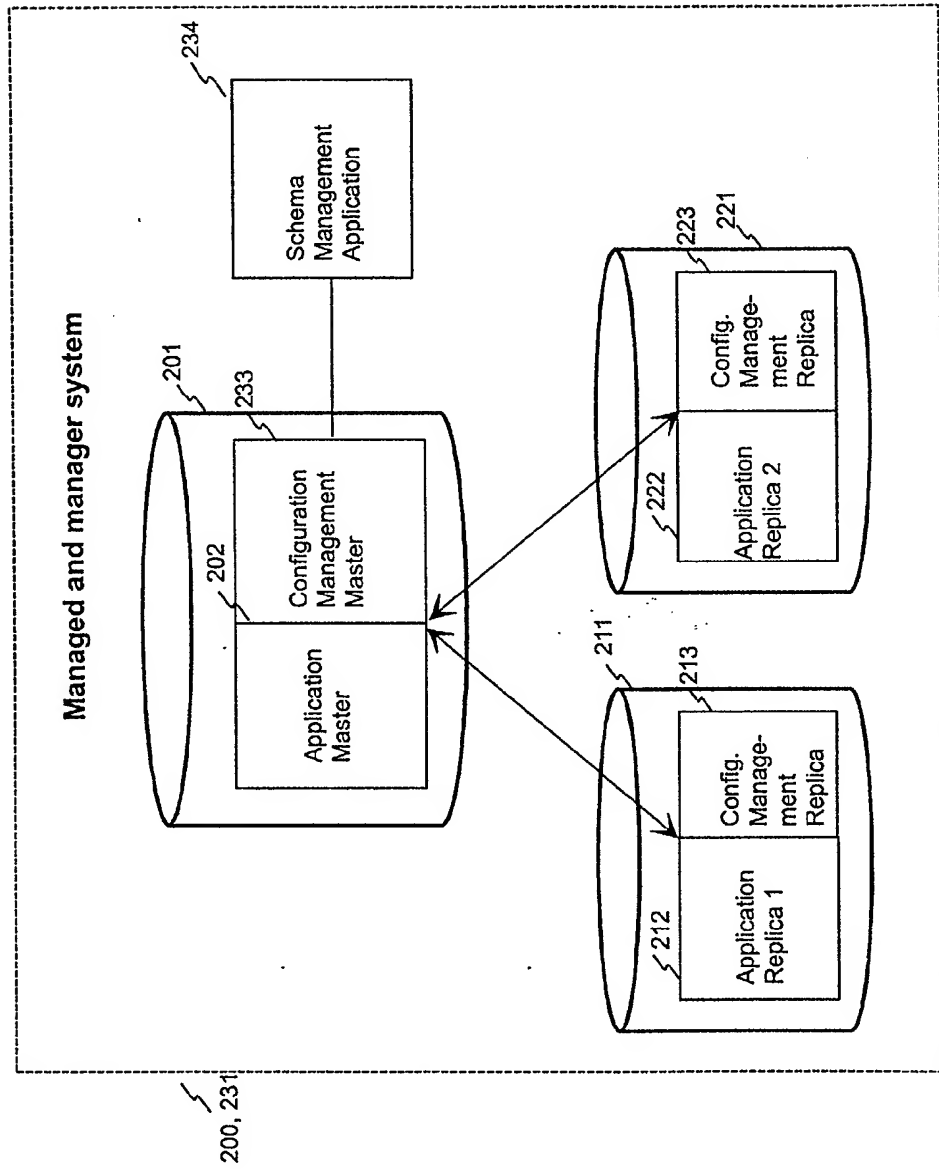 Managed and manager system
234
Schema
Management
Application
201
233
202
Application
Master
Configuration
Management
Master
211
213
212
Application
Replica 1
Config.
Manage-
ment
Replica
221
223
222
Application
Replica 2
Config.
Manage-
ment
Replica
200, 231